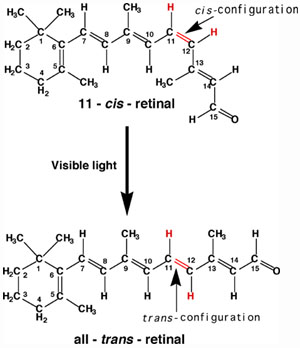 cis-configuration
H₃C CH₃ H CH₃ H H
1 7 8 9 10 11 H
H₂C 2 6 12
H₂C 3 5 H H 13
4 CH₃ H₃C 14 H
C H₂
15 C O
H
11 - cis - retinal
Visible light
H₃C CH₃ H CH₃ H CH₃ H
H₂C 2 1 6 7 8 9 10 11 12 13 14 15 C O
H₂C 3 4 5 CH₃ H H H H
C H₂
trans-configuration
all - trans - retinal